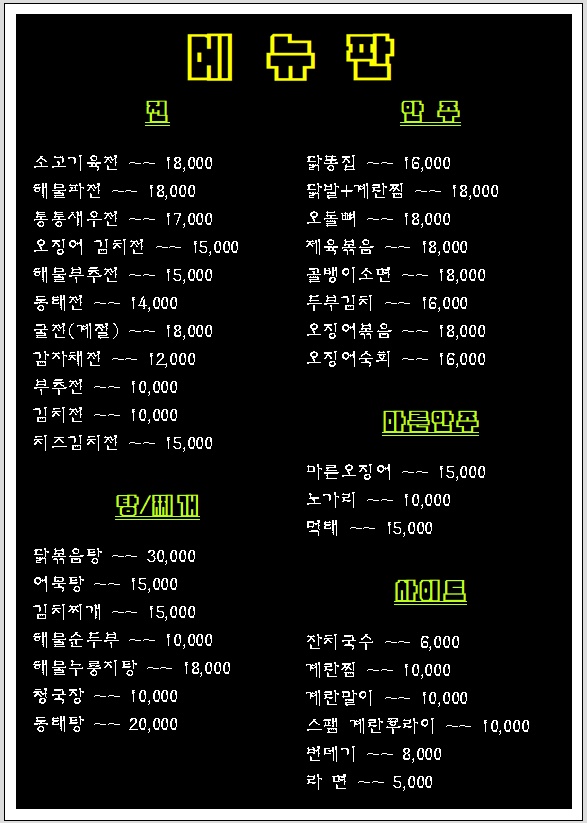 메뉴판
전
소고기육전 ~~ 18,000
해물파전 ~~ 18,000
통통새우전 ~~ 17,000
오징어 김치전 ~~ 15,000
해물부추전 ~~ 15,000
동태전 ~~ 14,000
굴전(계절) ~~ 18,000
감자채전 ~~ 12,000
부추전 ~~ 10,000
김치전 ~~ 10,000
치즈김치전 ~~ 15,000
탕/찌개
닭볶음탕 ~~ 30,000
어묵탕 ~~ 15,000
김치찌개 ~~ 15,000
해물순두부 ~~ 10,000
해물누룽지탕 ~~ 18,000
청국장 ~~ 10,000
동태탕 ~~ 20,000
안 주
닭똥집 ~~ 16,000
닭발+계란찜 ~~ 18,000
오돌뼈 ~~ 18,000
제육볶음 ~~ 18,000
골뱅이소면 ~~ 18,000
두부김치 ~~ 16,000
오징어볶음 ~~ 18,000
오징어숙회 ~~ 16,000
마른안주
마른오징어 ~~ 15,000
노가리 ~~ 10,000
먹태 ~~ 15,000
사이드
잔치국수 ~~ 6,000
계란찜 ~~ 10,000
계란말이 ~~ 10,000
스팸 계란후라이 ~~ 10,000
번데기 ~~ 8,000
라 면 ~~ 5,000